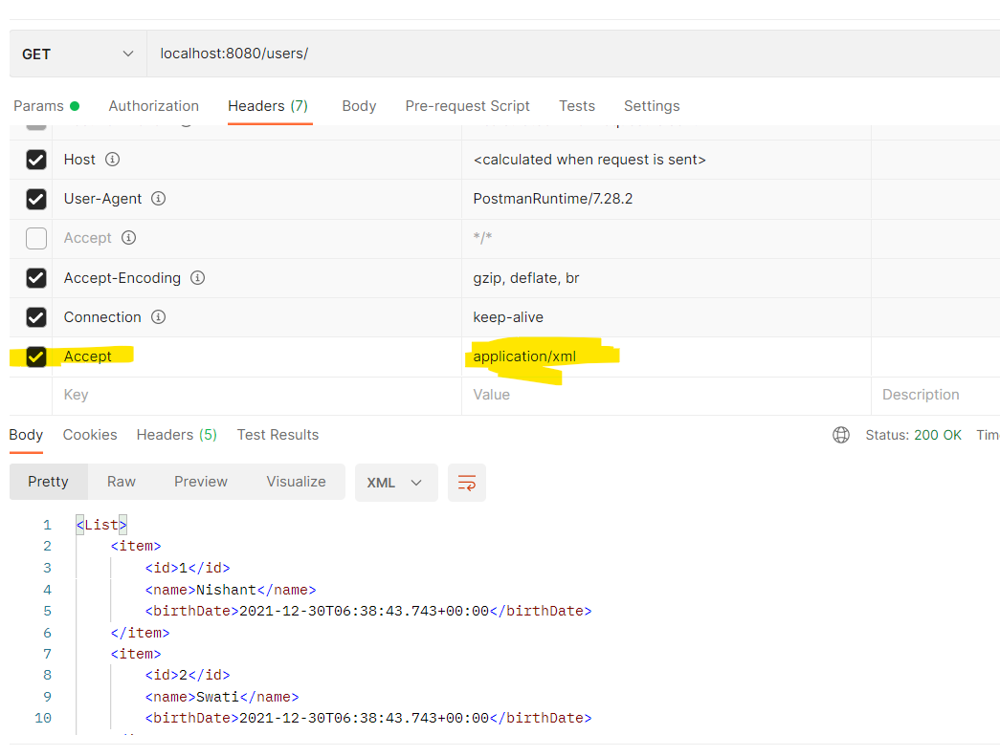 GET localhost:8080/users/
Params Authorization Headers (7) Body Pre-request Script Tests Settings
Host <calculated when request is sent>
User-Agent PostmanRuntime/7.28.2
Accept */*
Accept-Encoding gzip, deflate, br
Connection keep-alive
Accept application/xml
Key Value Description
Body Cookies Headers (5) Test Results Status: 200 OK Tim
Pretty Raw Preview Visualize XML
1 <List>
2 <item>
3 <id>1</id>
4 <name>Nishant</name>
5 <birthDate>2021-12-30T06:38:43.743+00:00</birthDate>
6 </item>
7 <item>
8 <id>2</id>
9 <name>Swati</name>
10 <birthDate>2021-12-30T06:38:43.743+00:00</birthDate>